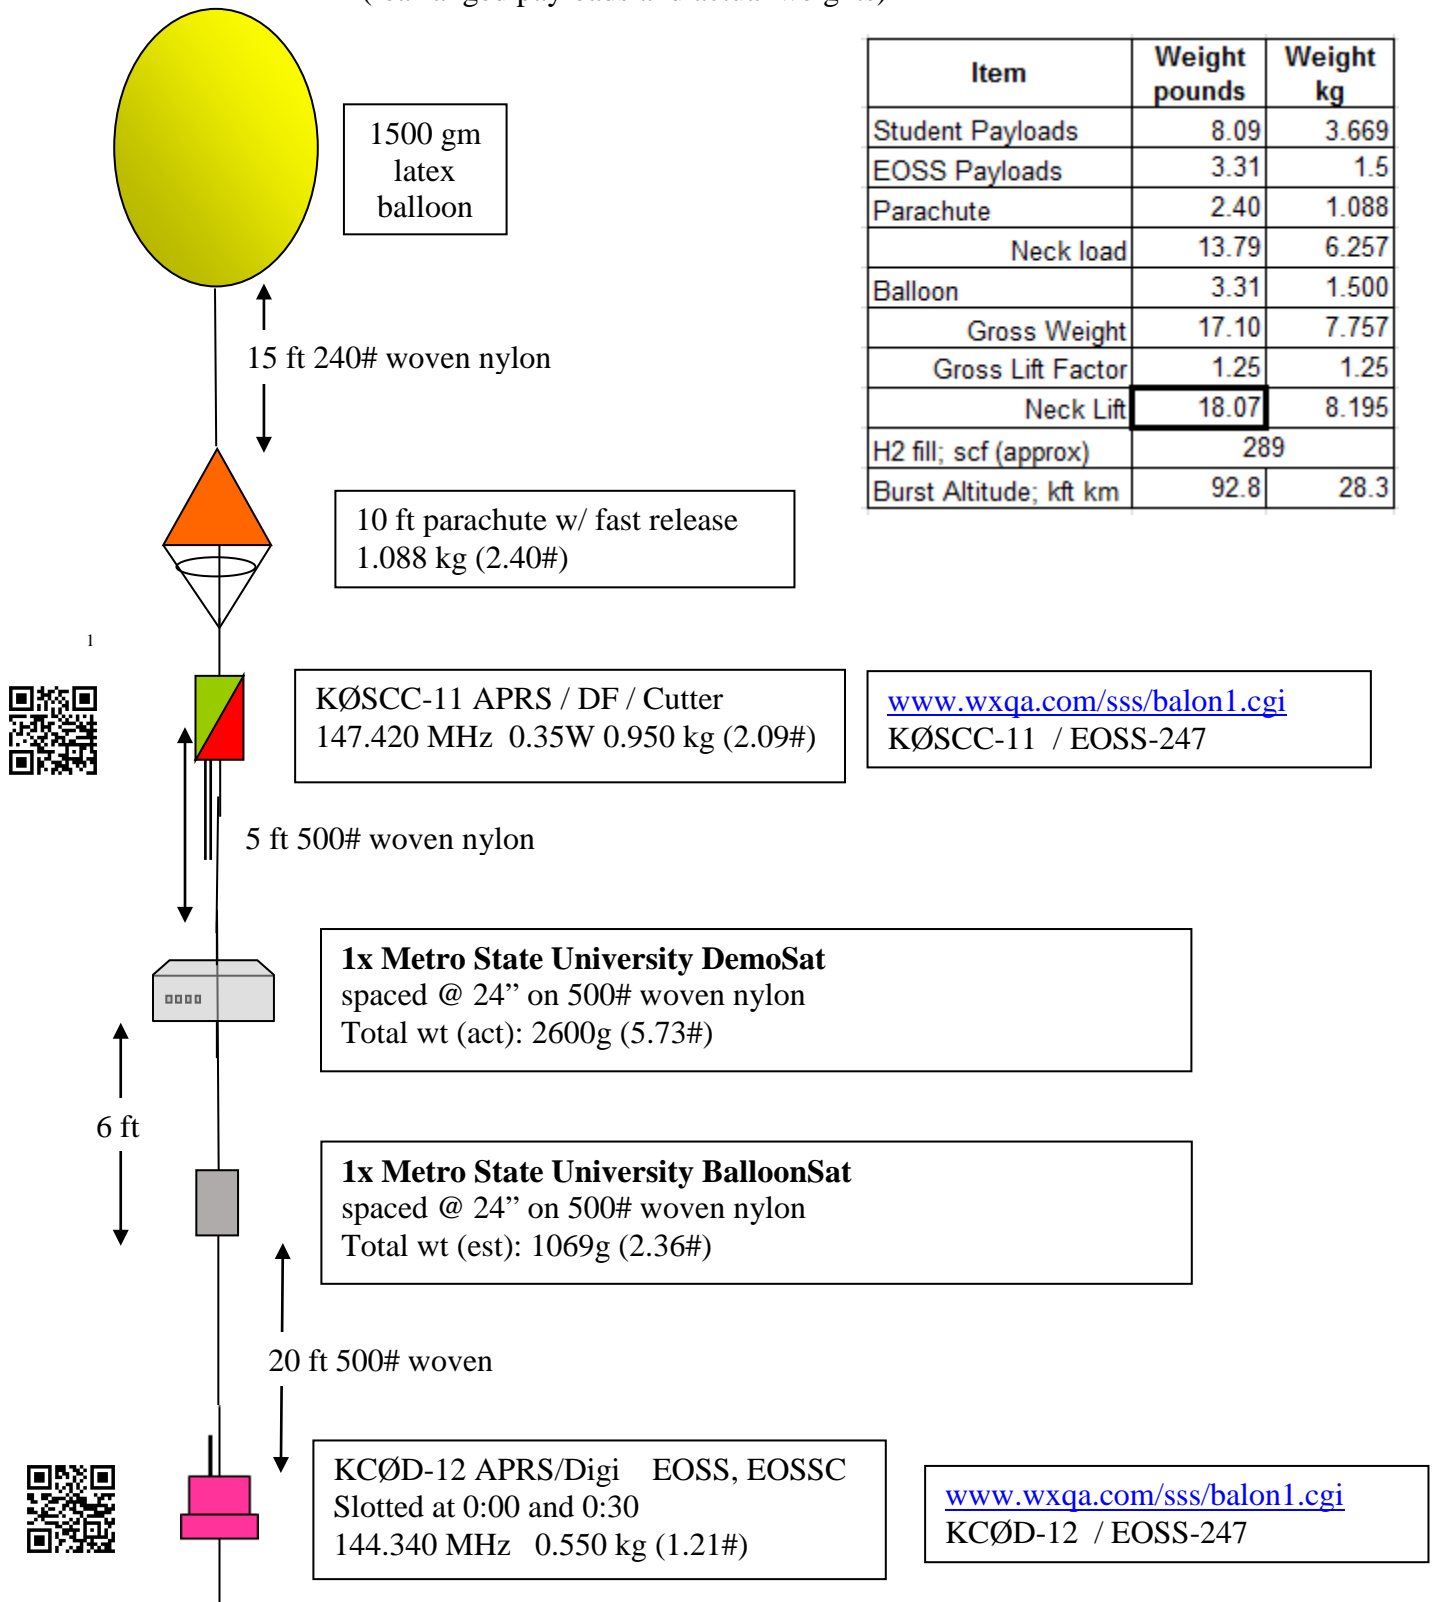 (rearranged payloads and actual weights)
Item Weight pounds Weight kg
Student Payloads 8.09 3.669
EOSS Payloads 3.31 1.5
Parachute 2.40 1.088
Neck load 13.79 6.257
Balloon 3.31 1.500
Gross Weight 17.10 7.757
Gross Lift Factor 1.25 1.25
Neck Lift 18.07 8.195
H2 fill; scf (approx) 289
Burst Altitude; kft km 92.8 28.3
1500 gm
latex
balloon
15 ft 240# woven nylon
10 ft parachute w/ fast release
1.088 kg (2.40#)
1
KØSCC-11 APRS / DF / Cutter
147.420 MHz 0.35W 0.950 kg (2.09#)
www.wxqa.com/sss/balon1.cgi
KØSCC-11 / EOSS-247
5 ft 500# woven nylon
1x Metro State University DemoSat
spaced @ 24” on 500# woven nylon
Total wt (act): 2600g (5.73#)
6 ft
1x Metro State University BalloonSat
spaced @ 24” on 500# woven nylon
Total wt (est): 1069g (2.36#)
20 ft 500# woven
KCØD-12 APRS/Digi EOSS, EOSSC
Slotted at 0:00 and 0:30
144.340 MHz 0.550 kg (1.21#)
www.wxqa.com/sss/balon1.cgi
KCØD-12 / EOSS-247